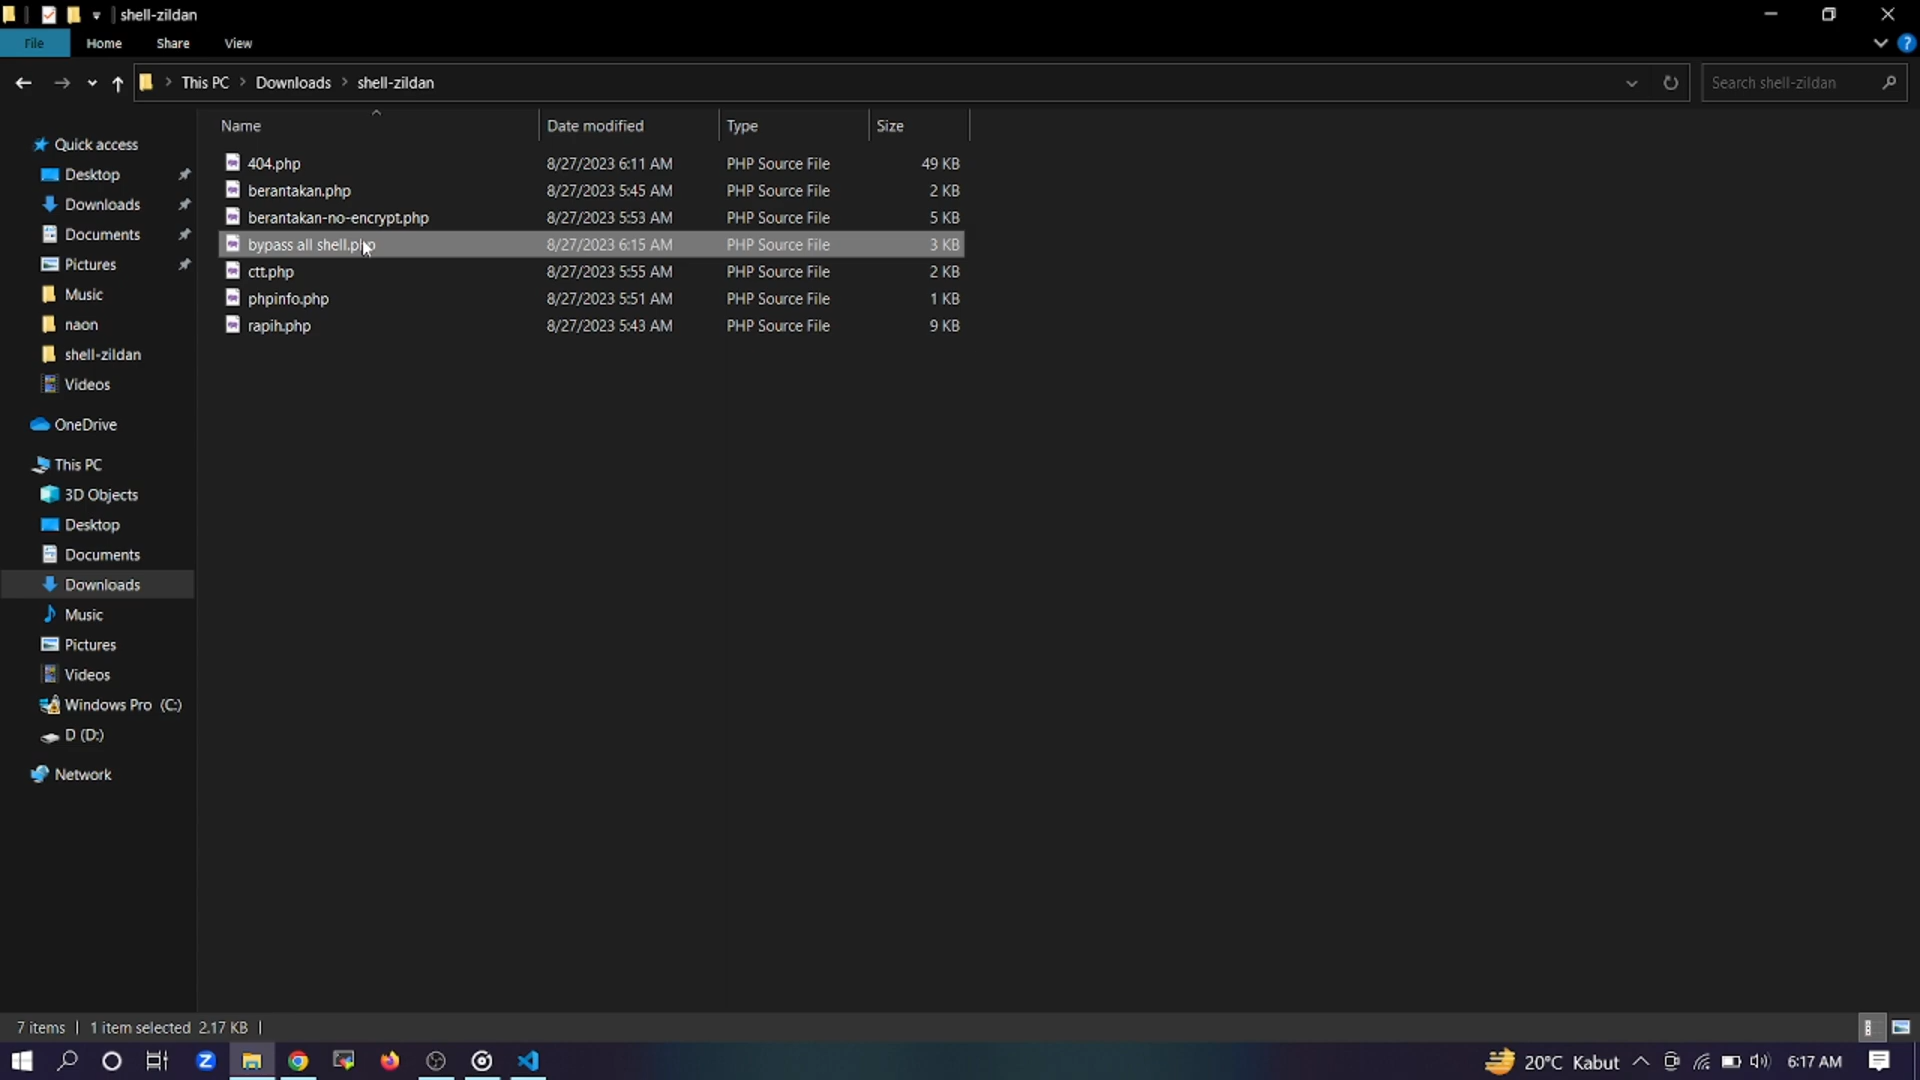 shell-zildan
File Home Share View
This PC Downloads shell-zildan
Search shell-zildan
Name Date modified Type Size
404.php 8/27/2023 6:11 AM PHP Source File 49 KB
berantakan.php 8/27/2023 5:45 AM PHP Source File 2 KB
berantakan-no-encrypt.php 8/27/2023 5:53 AM PHP Source File 5 KB
bypass all shell.php 8/27/2023 6:15 AM PHP Source File 3 KB
ctt.php 8/27/2023 5:55 AM PHP Source File 2 KB
phpinfo.php 8/27/2023 5:51 AM PHP Source File 1 KB
rapih.php 8/27/2023 5:43 AM PHP Source File 9 KB
Quick access
Desktop
Downloads
Documents
Pictures
Music
naon
shell-zildan
Videos
OneDrive
This PC
3D Objects
Desktop
Documents
Downloads
Music
Pictures
Videos
Windows Pro (C:)
D (D:)
Network
7 items 1 item selected 2.17 KB
20°C Kabut 6:17 AM